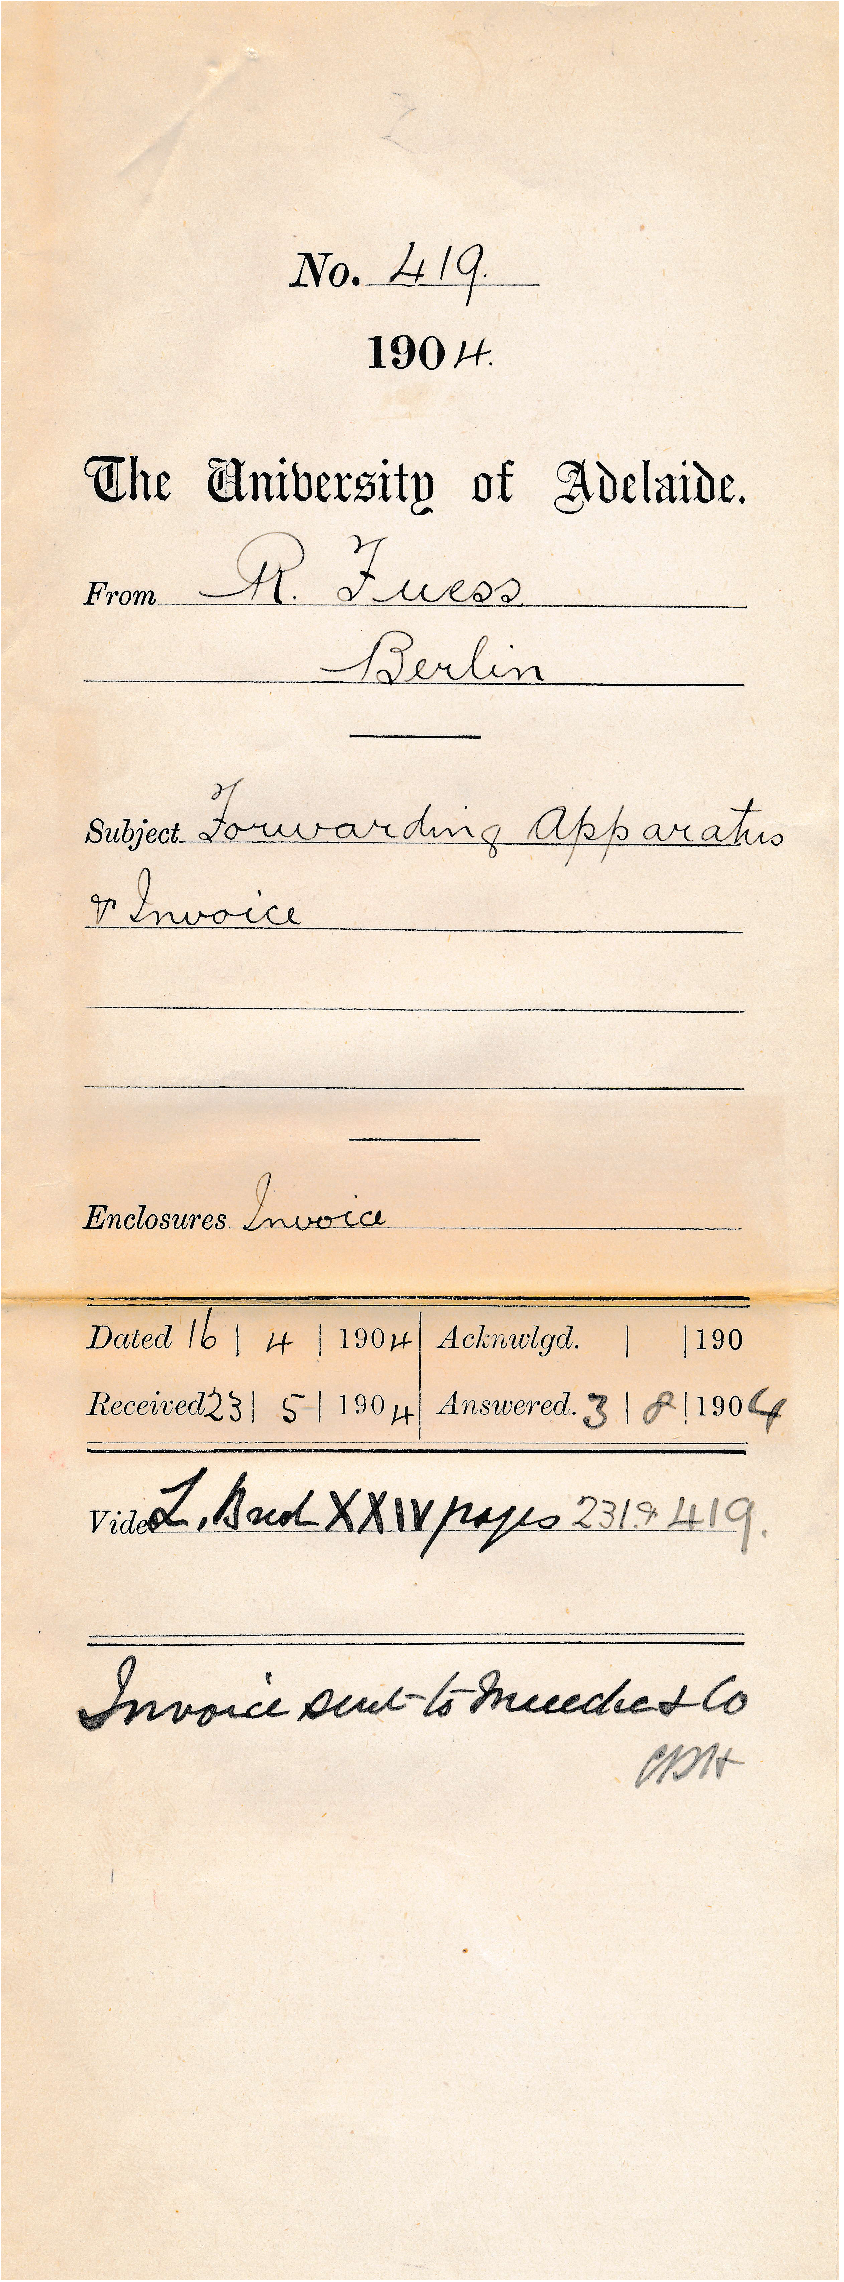 No. 419.
1904.
The University of Adelaide.
From R. Fuess
Berlin
Subject Forwarding Apparatus
& Invoice
Enclosures Invoice
Dated 16 | 4 | 1904 | Acknwlgd. | | 190
Received 23 | 5 | 1904 | Answered. 3 | 8 | 1904
Vide L. Book XXIV pages 231 & 419.
Invoice sent to Muecke & Co
CRH